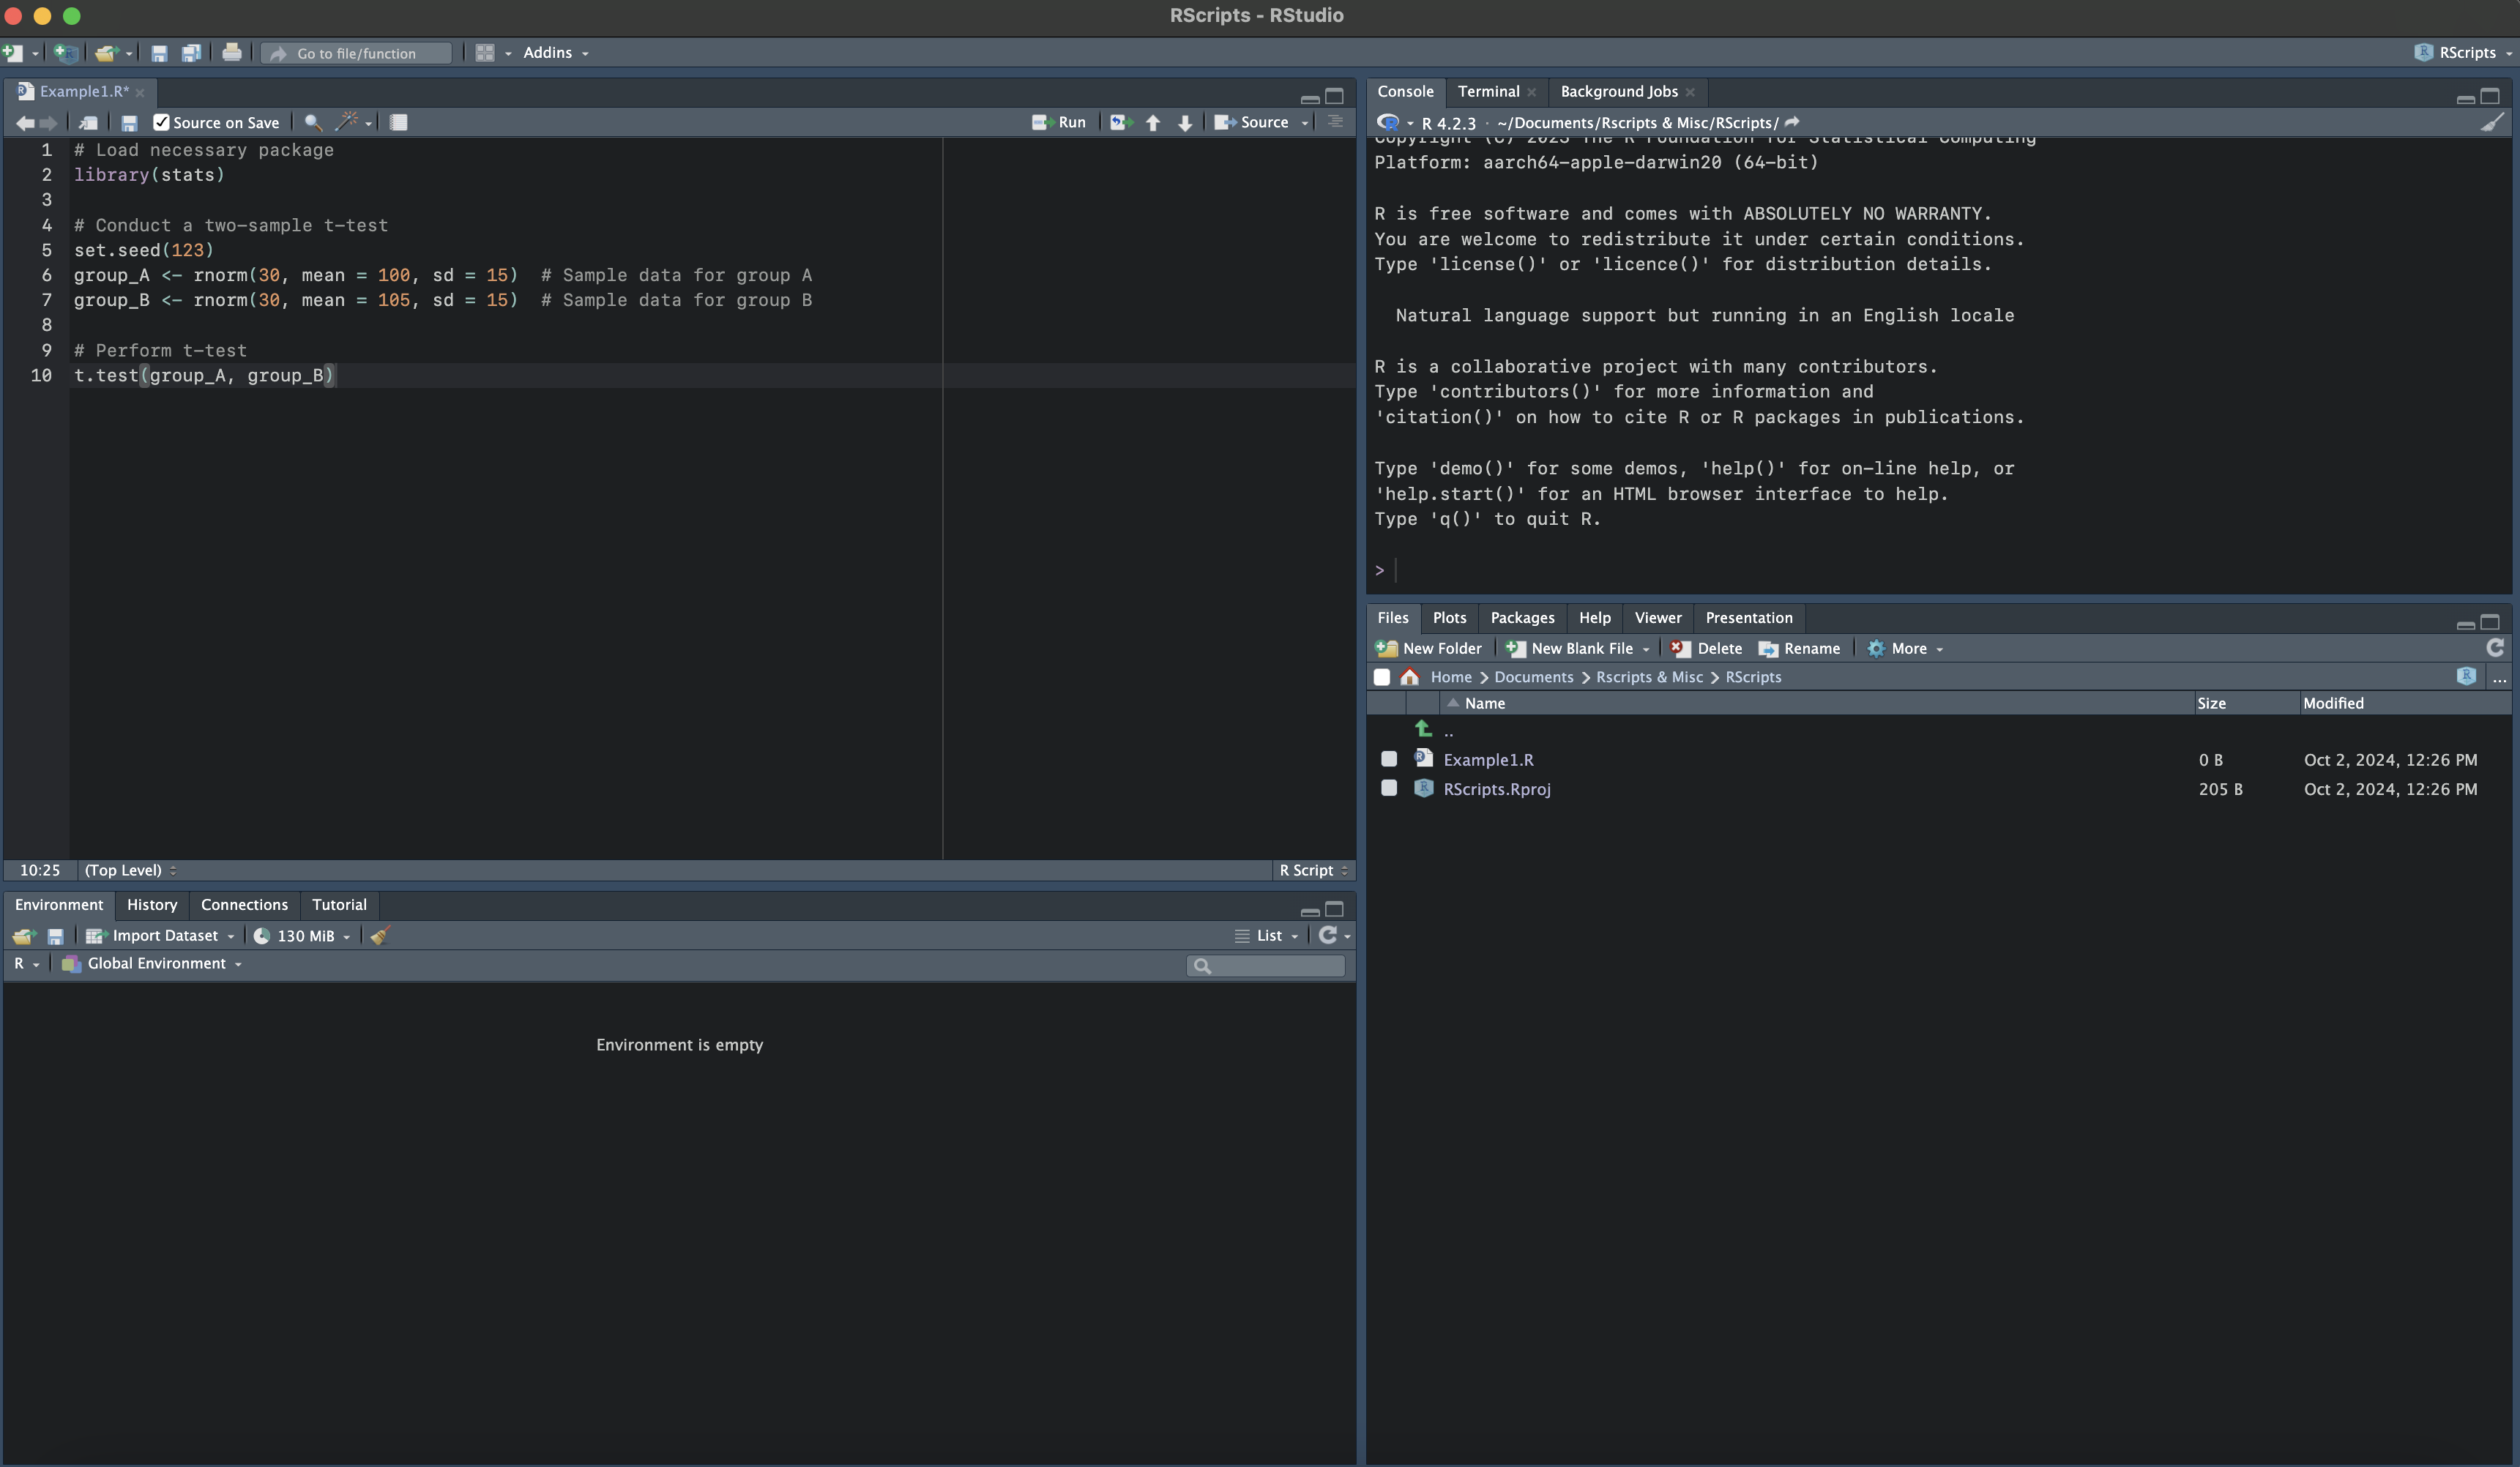 RScripts - RStudio
Go to file/function
Addins
RScripts
Example1.R*
Source on Save
Run
Source
1 # Load necessary package
2 library(stats)
3
4 # Conduct a two-sample t-test
5 set.seed(123)
6 group_A <- rnorm(30, mean = 100, sd = 15)  # Sample data for group A
7 group_B <- rnorm(30, mean = 105, sd = 15)  # Sample data for group B
8
9 # Perform t-test
10 t.test(group_A, group_B)
10:25 (Top Level) R Script
Environment History Connections Tutorial
Import Dataset 130 MiB List
R Global Environment
Environment is empty
Console Terminal Background Jobs
R 4.2.3 · ~/Documents/Rscripts & Misc/RScripts/
Copyright (C) 2023 The R Foundation for Statistical Computing
Platform: aarch64-apple-darwin20 (64-bit)
R is free software and comes with ABSOLUTELY NO WARRANTY.
You are welcome to redistribute it under certain conditions.
Type 'license()' or 'licence()' for distribution details.
Natural language support but running in an English locale
R is a collaborative project with many contributors.
Type 'contributors()' for more information and
'citation()' on how to cite R or R packages in publications.
Type 'demo()' for some demos, 'help()' for on-line help, or
'help.start()' for an HTML browser interface to help.
Type 'q()' to quit R.
>
Files Plots Packages Help Viewer Presentation
New Folder New Blank File Delete Rename More
Home Documents Rscripts & Misc RScripts ...
Name Size Modified
..
Example1.R 0 B Oct 2, 2024, 12:26 PM
RScripts.Rproj 205 B Oct 2, 2024, 12:26 PM